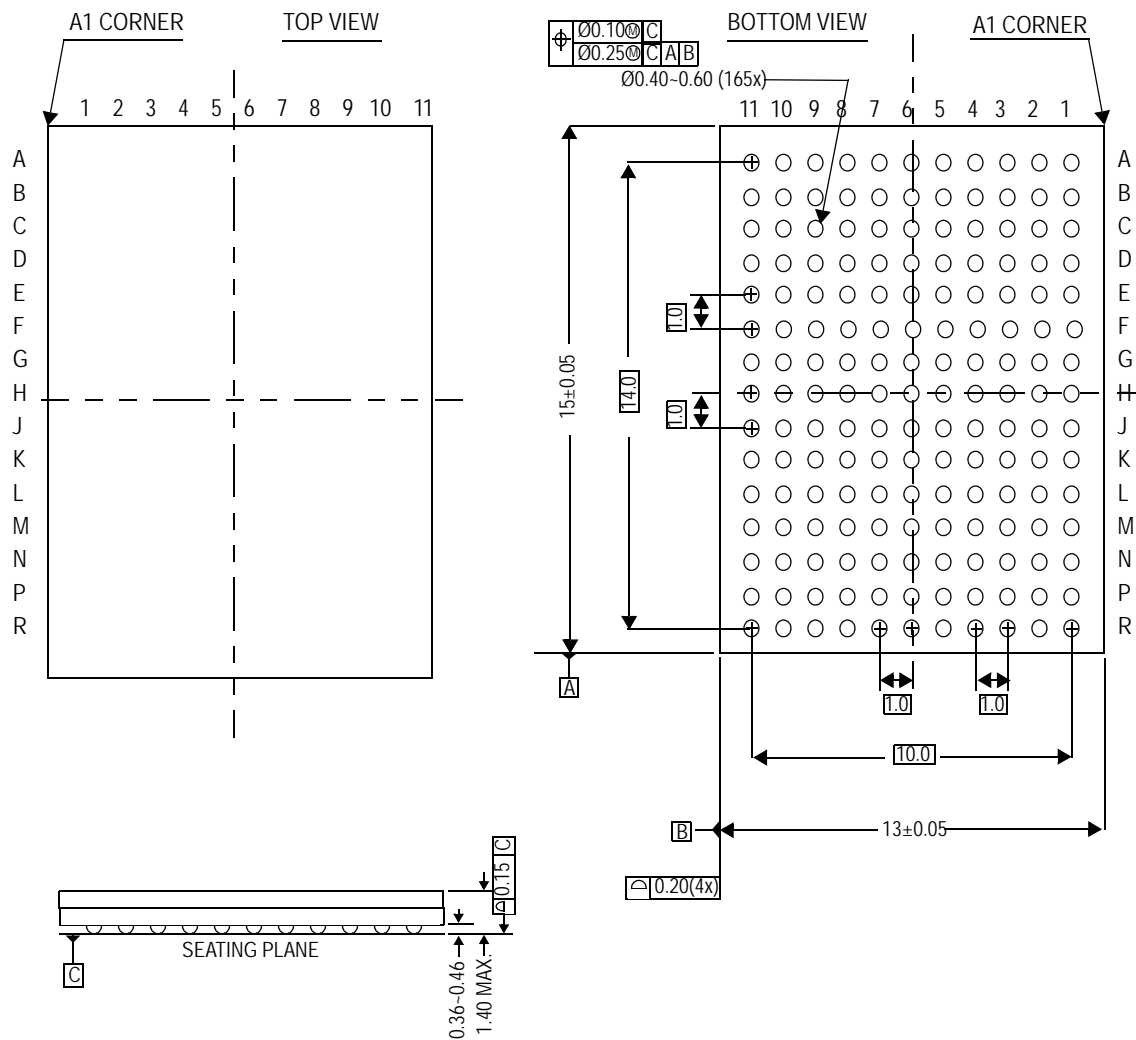 A1 CORNER
TOP VIEW
1 2 3 4 5 6 7 8 9 10 11
A
B
C
D
E
F
G
H
J
K
L
M
N
P
R
Ø0.10Ⓜ C
Ø0.25Ⓜ C A B
BOTTOM VIEW
A1 CORNER
Ø0.40~0.60 (165x)
11 10 9 8 7 6 5 4 3 2 1
A
B
C
D
E
F
G
H
J
K
L
M
N
P
R
15±0.05
14.0
1.0
1.0
A
1.0
1.0
10.0
B
13±0.05
0.20(4x)
0.15 C
SEATING PLANE
C
0.36~0.46
1.40 MAX.